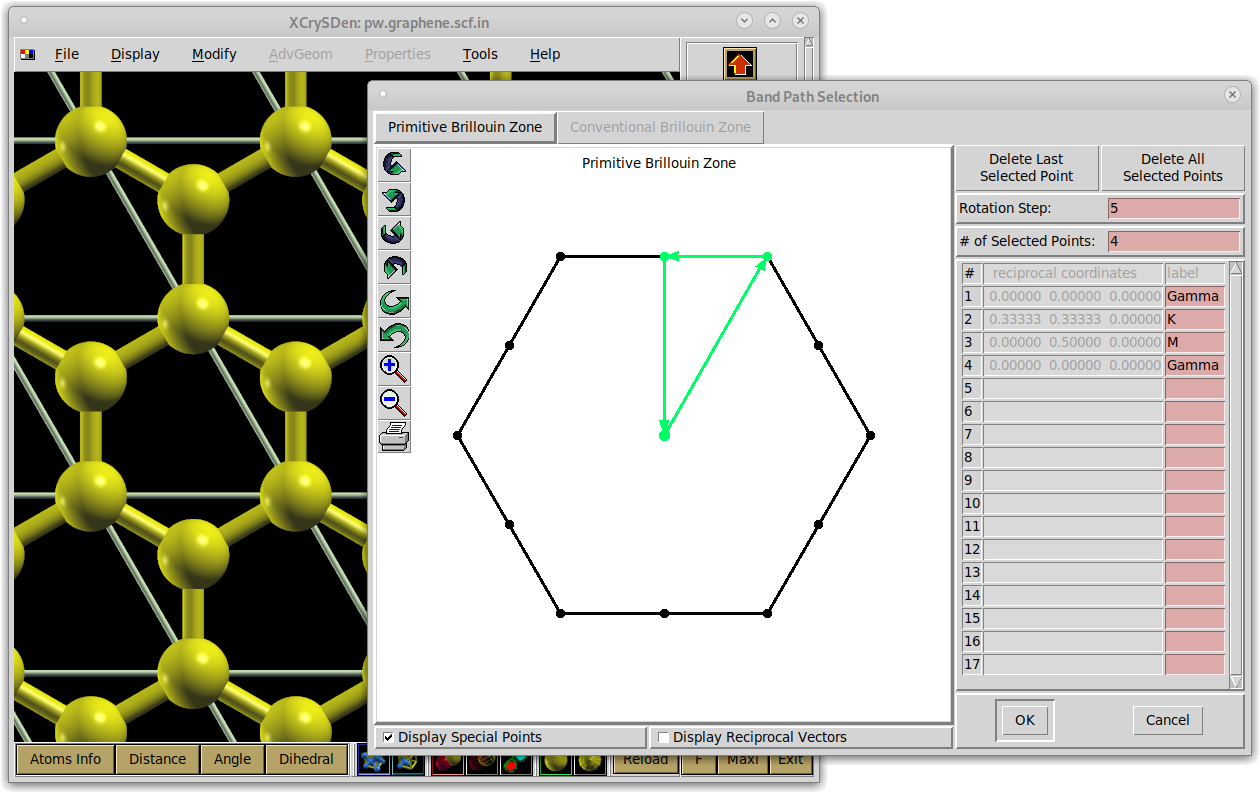 XCrySDen: pw.graphene.scf.in
File Display Modify AdvGeom Properties Tools Help
Band Path Selection
Primitive Brillouin Zone Conventional Brillouin Zone
Primitive Brillouin Zone
Delete Last Selected Point
Delete All Selected Points
Rotation Step: 5
# of Selected Points: 4
# reciprocal coordinates label
1 0.00000 0.00000 0.00000 Gamma
2 0.33333 0.33333 0.00000 K
3 0.00000 0.50000 0.00000 M
4 0.00000 0.00000 0.00000 Gamma
5
6
7
8
9
10
11
12
13
14
15
16
17
Display Special Points Display Reciprocal Vectors
OK Cancel
Atoms Info Distance Angle Dihedral Reload F Maxi Exit